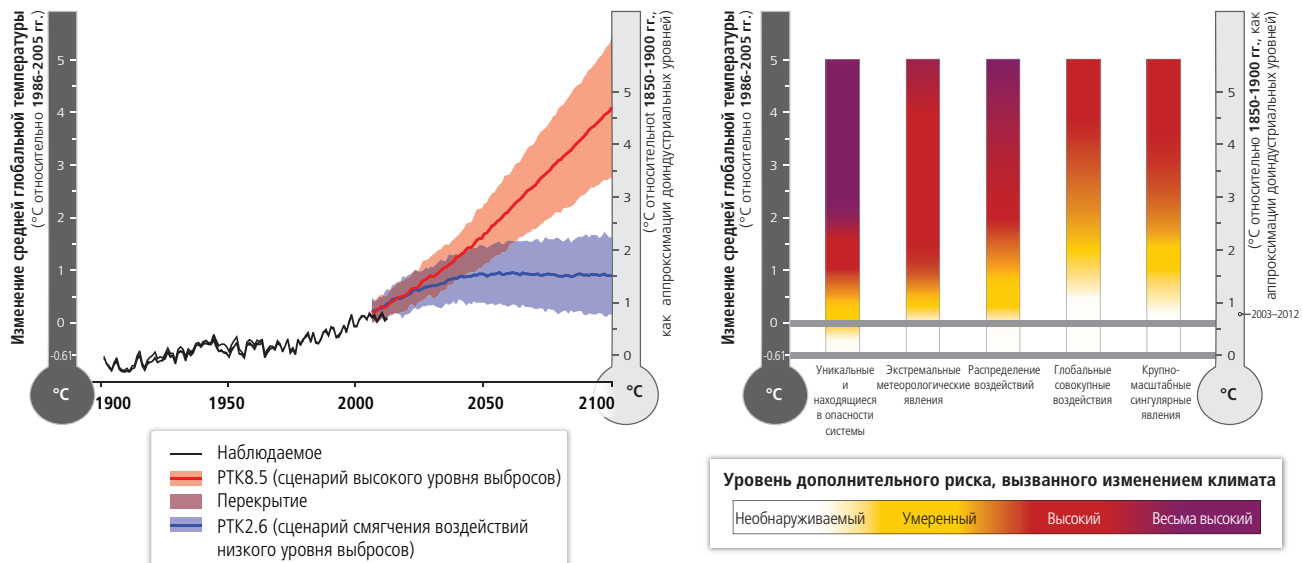 Изменение средней глобальной температуры
(°C относительно 1986-2005 гг.)
5
4
3
2
1
0
-0.61
°C
5
4
3
2
1
0
°C
(°C относительноt 1850-1900 гг.,
как аппроксимации доиндустриальных уровней)
1900
1950
2000
2050
2100
Наблюдаемое
РТК8.5 (сценарий высокого уровня выбросов)
Перекрытие
РТК2.6 (сценарий смягчения воздействий
низкого уровня выбросов)
Изменение средней глобальной температуры
(°C относительно 1986-2005 гг.)
5
4
3
2
1
0
-0.61
°C
5
4
3
2
1
0
°C
(°C относительно 1850-1900 гг., как
аппроксимации доиндустриальных уровней)
2003–2012
Уникальные
и
находящиеся
в опасности
системы
Экстремальные
метеорологические
явления
Распределение
воздействий
Глобальные
совокупные
воздействия
Крупно-
масштабные
сингулярные
явления
Уровень дополнительного риска, вызванного изменением климата
Необнаруживаемый
Умеренный
Высокий
Весьма высокий